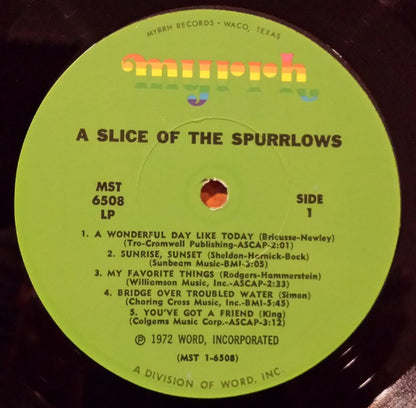 MYRRH RECORDS • WACO, TEXAS
myrrh
A SLICE OF THE SPURRLOWS
MST
6508
LP
SIDE
1
1. A WONDERFUL DAY LIKE TODAY (Bricusse-Newley)
(Tro-Cromwell Publishing-ASCAP-2:01)
2. SUNRISE, SUNSET (Sheldon-Hornick-Bock)
(Sunbeam Music-BMI-3:05)
3. MY FAVORITE THINGS (Rodgers-Hammerstein)
(Williamson Music, Inc.-ASCAP-2:33)
4. BRIDGE OVER TROUBLED WATER (Simon)
(Charing Cross Music, Inc.-BMI-5:45)
5. YOU'VE GOT A FRIEND (King)
(Colgems Music Corp.-ASCAP-3:12)
℗ 1972 WORD, INCORPORATED
(MST 1-6508)
A DIVISION OF WORD, INC.